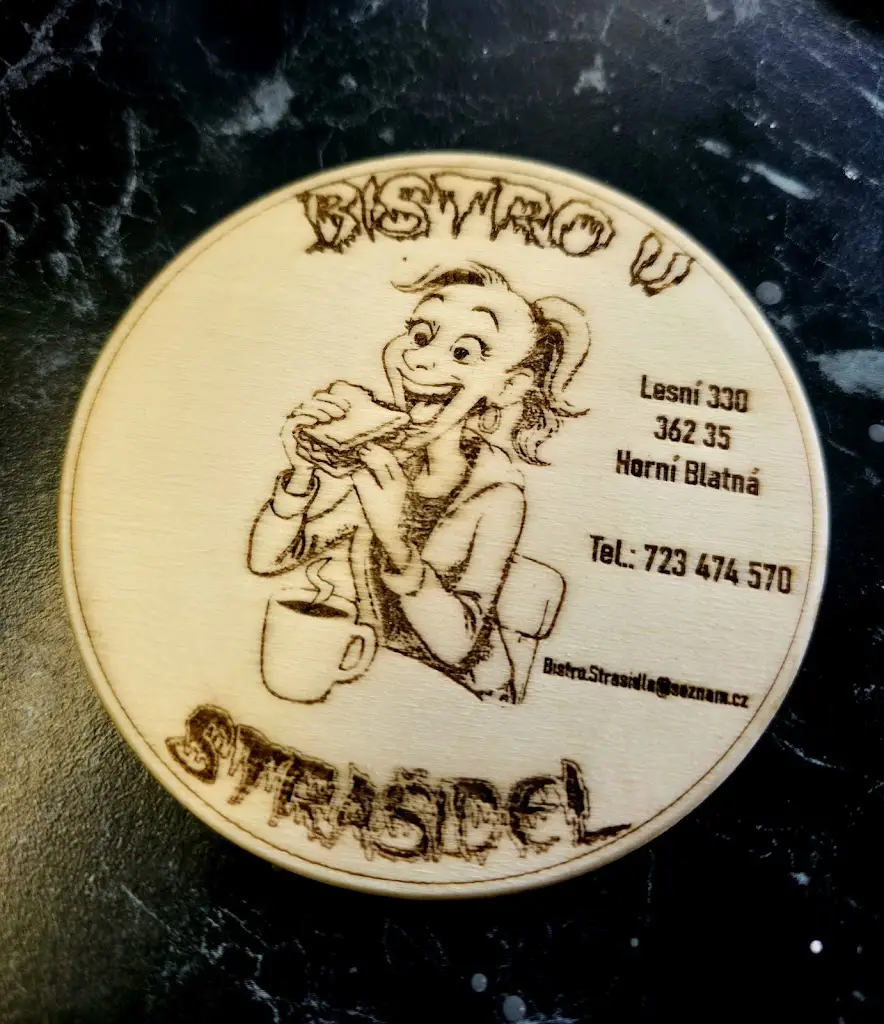 BISTRO U
Lesní 330
362 35
Horní Blatná
Tel.: 723 474 570
Bistro.Strasidla@seznam.cz
STRAŠIDEL